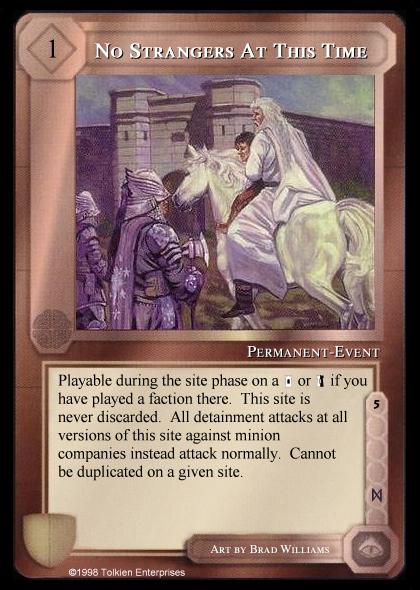 1
NO STRANGERS AT THIS TIME
PERMANENT-EVENT
Playable during the site phase on a or if you
have played a faction there. This site is
never discarded. All detainment attacks at all
versions of this site against minion
companies instead attack normally. Cannot
be duplicated on a given site.
5
ART BY BRAD WILLIAMS
©1998 Tolkien Enterprises